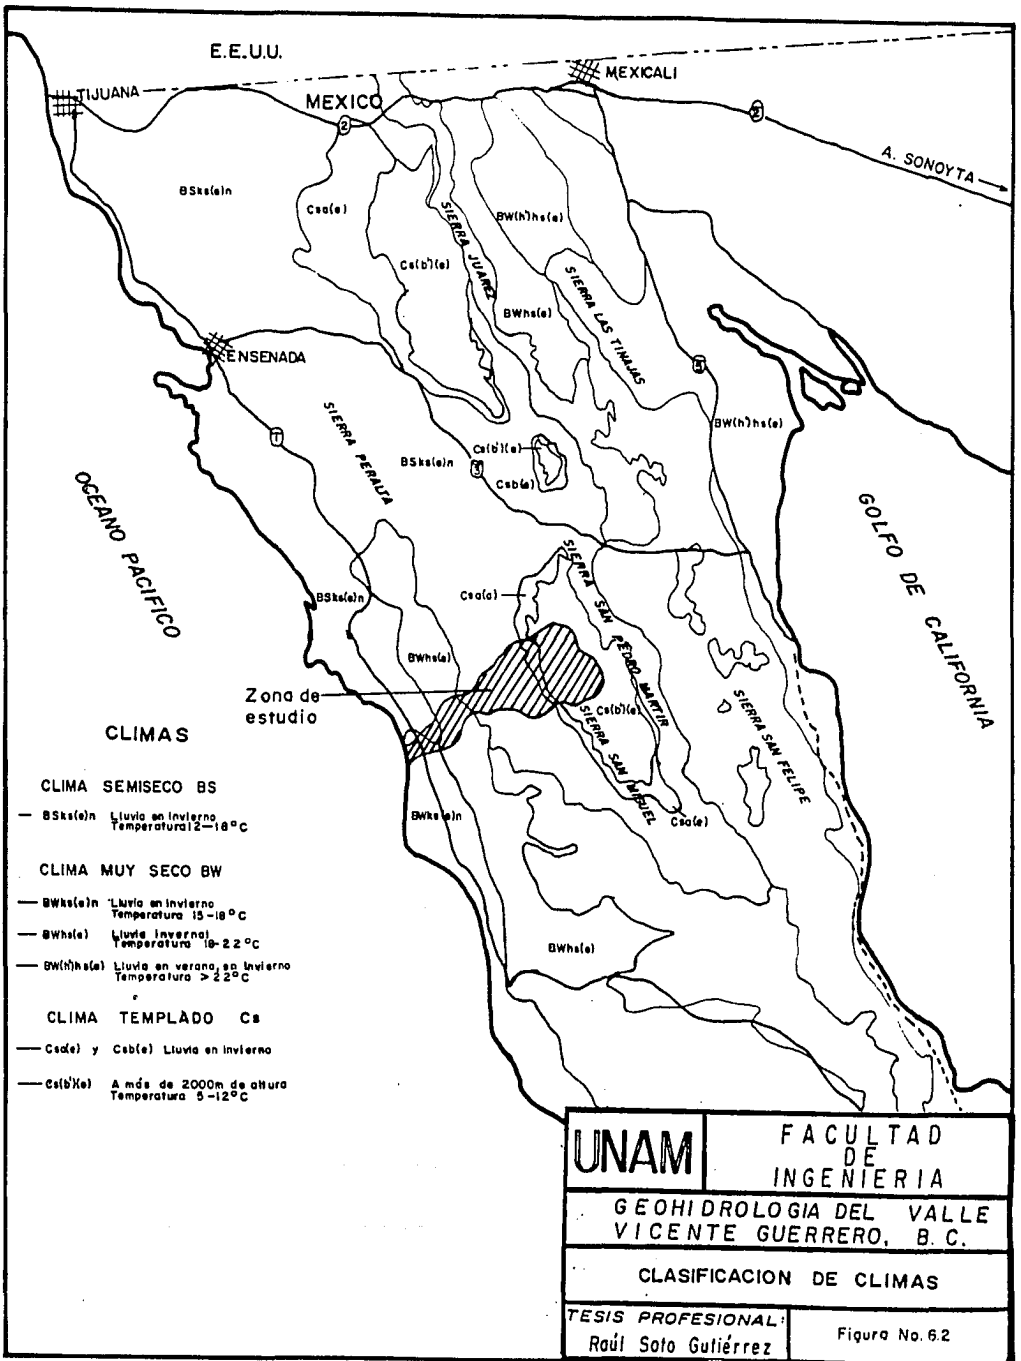 E.E.U.U.
MEXICALI
TIJUANA
MEXICO
2
2
A. SONOYTA
BSks(e)n
Csa(e)
BW(h')hs(e)
SIERRA JUAREZ
Cs(b')(e)
SIERRA LAS TINAJAS
BWhs(e)
ENSENADA
5
SIERRA PERALTA
BW(h')hs(e)
1
Cs(b')(e)
BSks(e)n
3
Csb(e)
OCEANO PACIFICO
GOLFO DE CALIFORNIA
SIERRA SAN PEDRO MARTIR
BSks(e)n
Csa(e)
BWhs(e)
Zona de
estudio
Cs(b')(e)
SIERRA SAN FELIPE
SIERRA SAN MIGUEL
BWks(e)n
Csa(e)
BWhs(e)
CLIMAS
CLIMA SEMISECO BS
BSks(e)n Lluvia en invierno
Temperatura 12-18°C
CLIMA MUY SECO BW
BWks(e)n Lluvia en invierno
Temperatura 15-18°C
BWhs(e) Lluvia invernal
Temperatura 18-22°C
BW(h')hs(e) Lluvia en verano, en invierno
Temperatura >22°C
CLIMA TEMPLADO Cs
Csa(e) y Csb(e) Lluvia en invierno
Cs(b')(e) A más de 2000m de altura
Temperatura 5-12°C
UNAM
FACULTAD
DE
INGENIERIA
GEOHIDROLOGIA DEL VALLE
VICENTE GUERRERO, B.C.
CLASIFICACION DE CLIMAS
TESIS PROFESIONAL:
Raúl Soto Gutiérrez
Figura No. 6.2